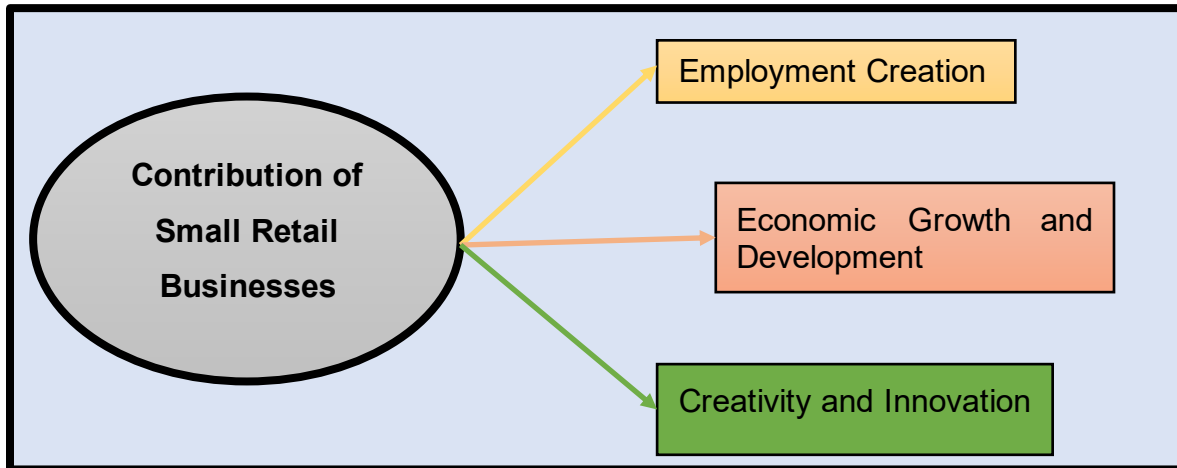 Contribution of
Small Retail
Businesses
Employment Creation
Economic Growth and
Development
Creativity and Innovation